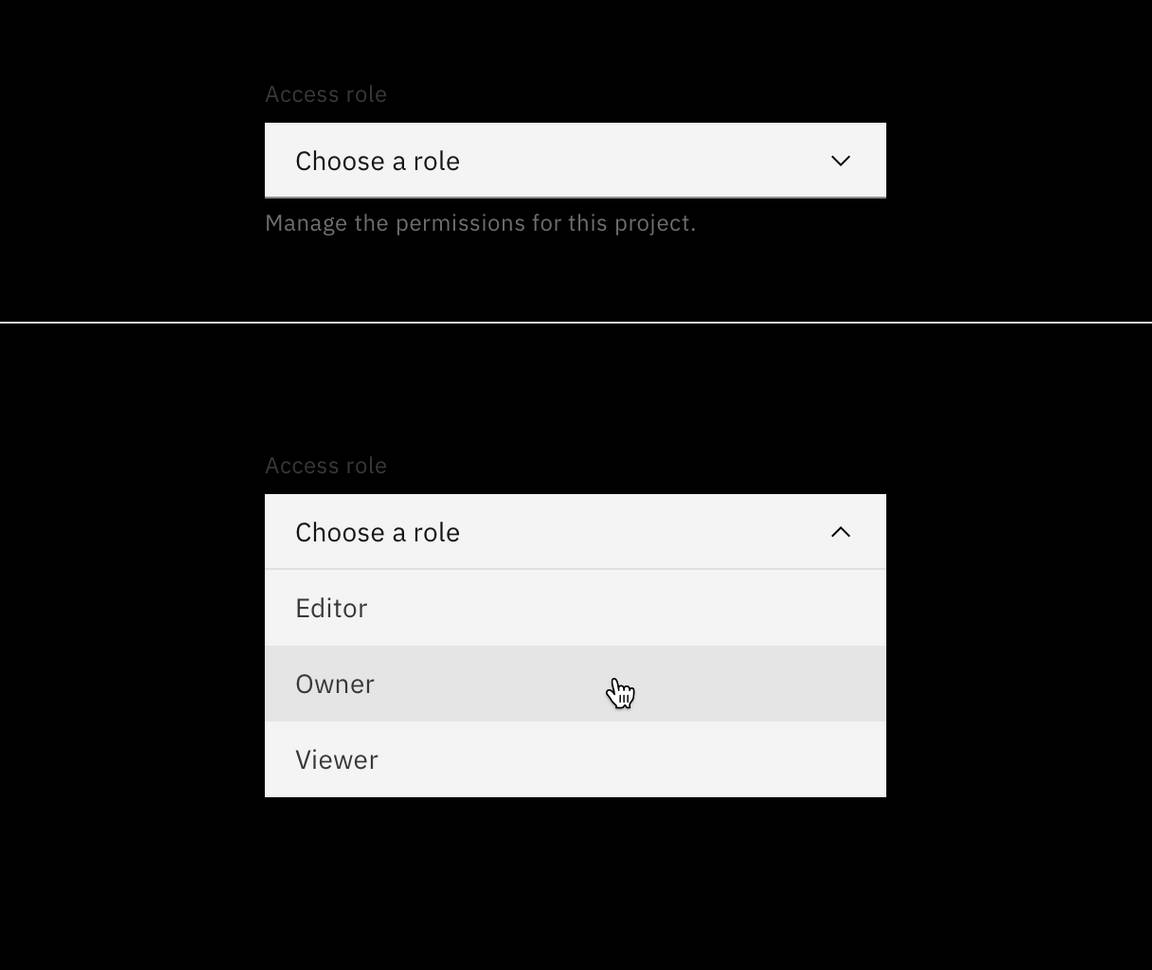 Access role
Choose a role
Manage the permissions for this project.
Access role
Choose a role
Editor
Owner
Viewer